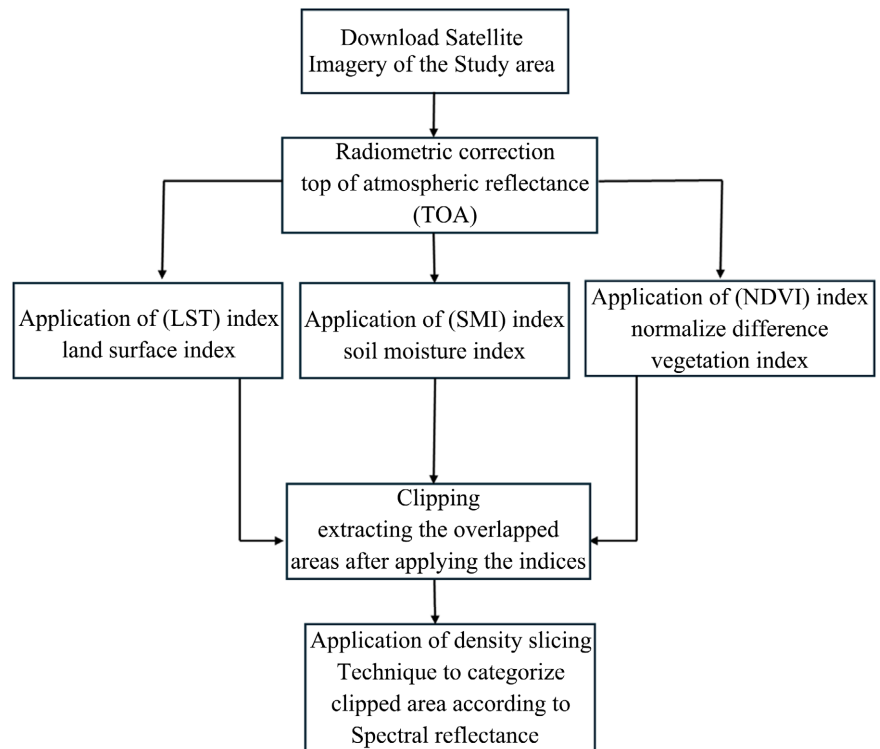 Download Satellite
Imagery of the Study area
Radiometric correction
top of atmospheric reflectance
(TOA)
Application of (LST) index
land surface index
Application of (SMI) index
soil moisture index
Application of (NDVI) index
normalize difference
vegetation index
Clipping
extracting the overlapped
areas after applying the indices
Application of density slicing
Technique to categorize
clipped area according to
Spectral reflectance